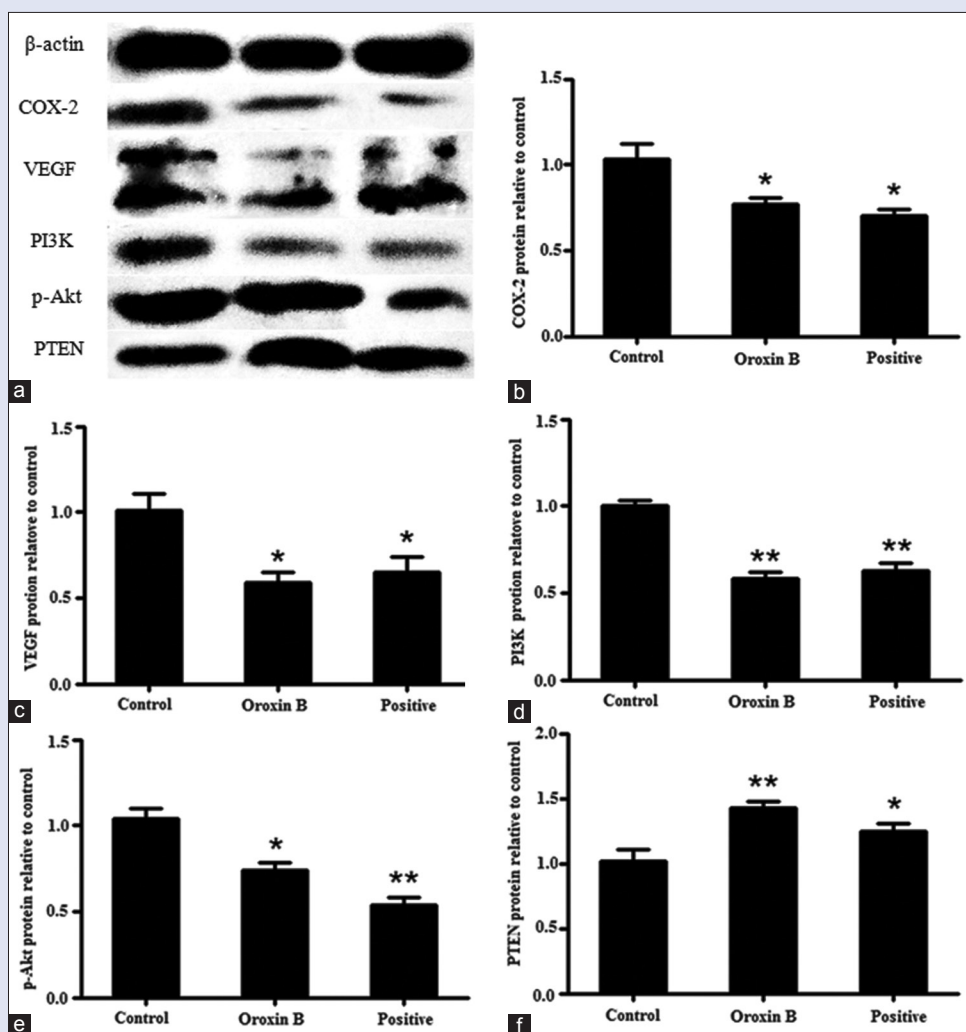 β-actin
COX-2
VEGF
PI3K
p-Akt
PTEN
a
COX-2 protein relative to control
1.5
1.0
0.5
0.0
*
*
Control Oroxin B Positive
b
VEGF protion relatove to control
1.5
1.0
0.5
0.0
*
*
Control Oroxin B Positive
c
PI3K protion relatove to control
1.5
1.0
0.5
0.0
**
**
Control Oroxin B Positive
d
p-Akt protein relative to control
1.5
1.0
0.5
0.0
*
**
Control Oroxin B Positive
e
PTEN protein relative to control
2.0
1.5
1.0
0.5
0.0
**
*
Control Oroxin B Positive
f